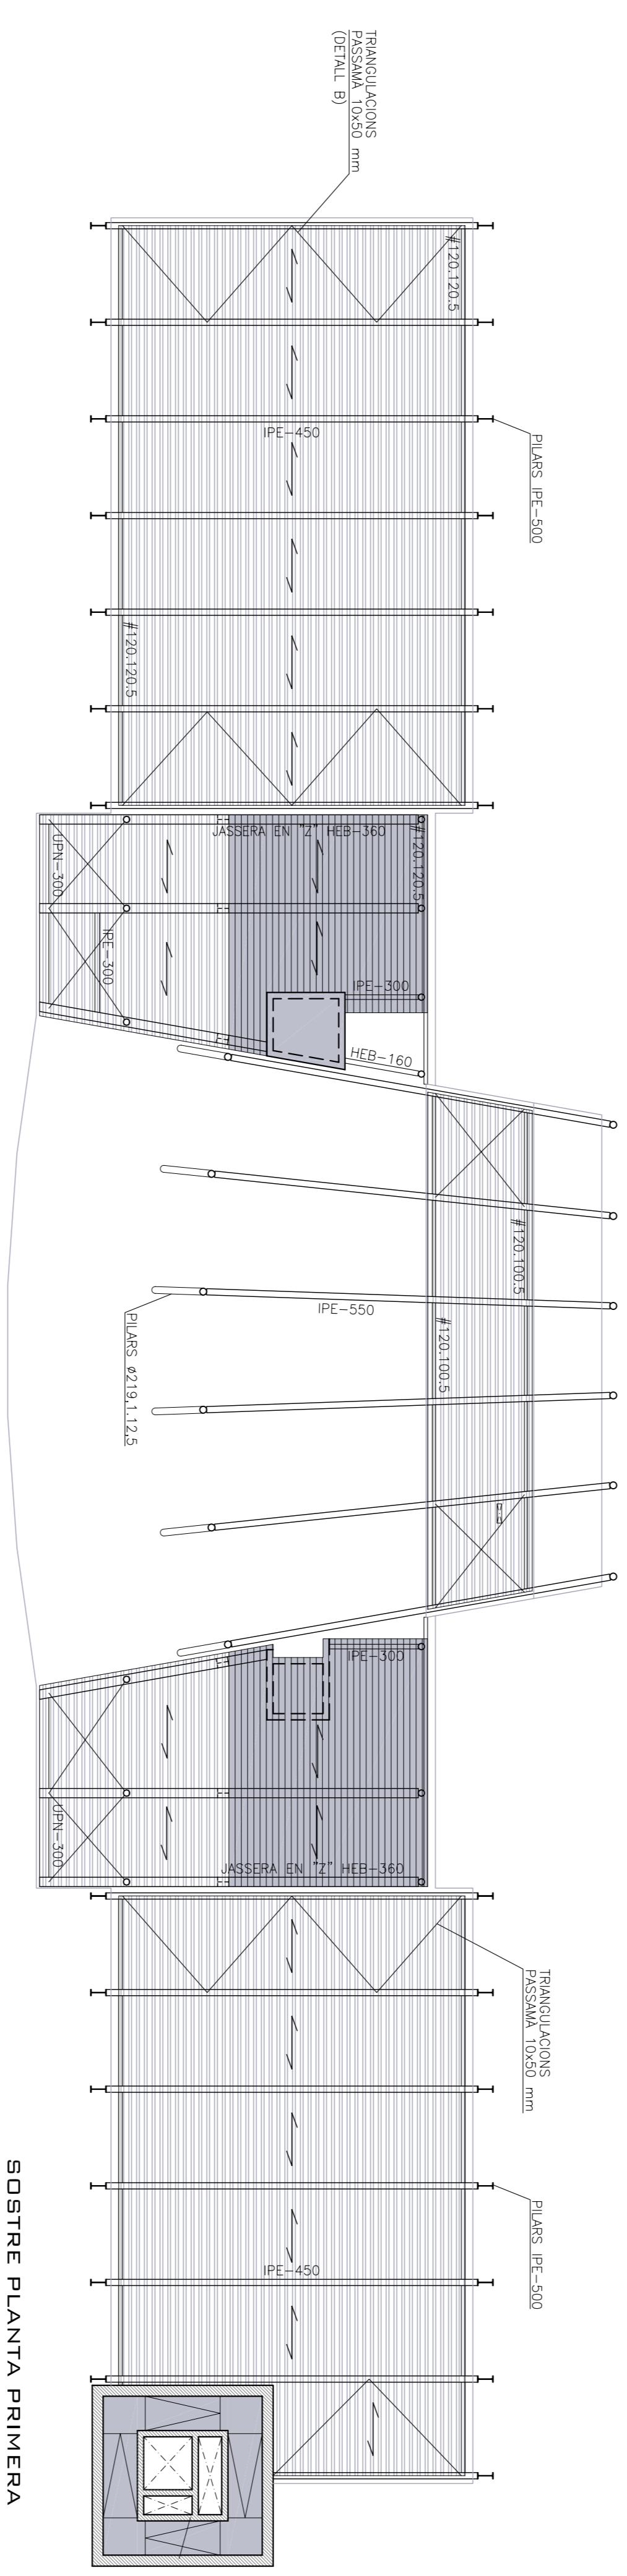 TRIANGULACIONS
PASSAMÀ 10x50 mm
(DETALL B)
#120.120.5
IPE-450
PILARS IPE-500
#120.120.5
JASSERA EN "Z" HEB-360
#120.120.5
UPN-300
IPE-300
IPE-300
HEB-160
#120.100.5
IPE-550
#120.100.5
PILARS ø219,1.12,5
IPE-300
UPN-300
JASSERA EN "Z" HEB-360
TRIANGULACIONS
PASSAMÀ 10x50 mm
PILARS IPE-500
IPE-450
SOSTRE PLANTA PRIMERA